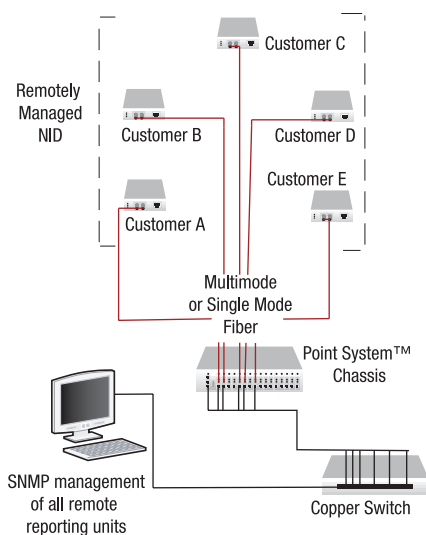 Customer C
Remotely
Managed
NID
Customer B
Customer D
Customer E
Customer A
Multimode
or Single Mode
Fiber
Point System™
Chassis
SNMP management
of all remote
reporting units
Copper Switch